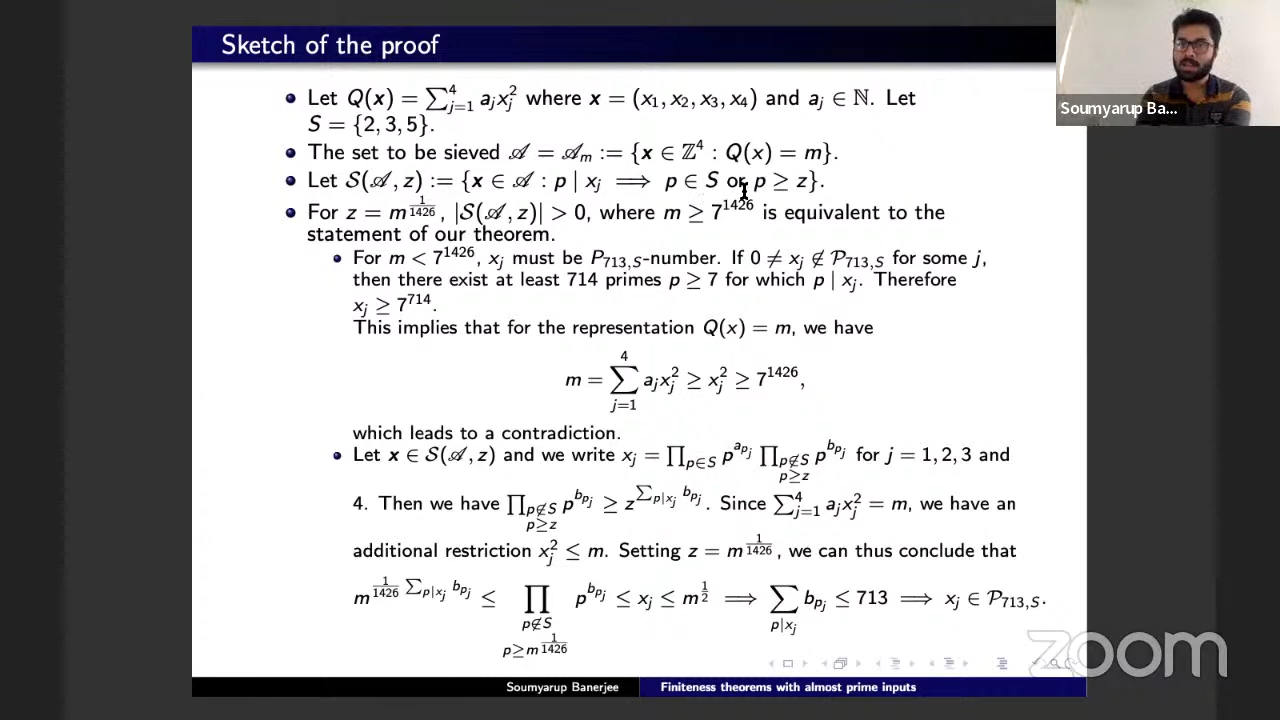 Sketch of the proof
Soumyarup Ba...
Let Q(x) = ∑_{j=1}^{4} a_j x_j^2 where x = (x_1, x_2, x_3, x_4) and a_j ∈ ℕ. Let
S = {2, 3, 5}.
The set to be sieved 𝒜 = 𝒜_m := {x ∈ ℤ^4 : Q(x) = m}.
Let 𝒮(𝒜, z) := {x ∈ 𝒜 : p | x_j ⟹ p ∈ S or p ≥ z}.
For z = m^{1/1426}, |𝒮(𝒜, z)| > 0, where m ≥ 7^{1426} is equivalent to the
statement of our theorem.
For m < 7^{1426}, x_j must be P_{713,S}-number. If 0 ≠ x_j ∉ 𝒫_{713,S} for some j,
then there exist at least 714 primes p ≥ 7 for which p | x_j. Therefore
x_j ≥ 7^{714}.
This implies that for the representation Q(x) = m, we have
m = ∑_{j=1}^{4} a_j x_j^2 ≥ x_j^2 ≥ 7^{1426},
which leads to a contradiction.
Let x ∈ 𝒮(𝒜, z) and we write x_j = ∏_{p∈S} p^{a_{p_j}} ∏_{p∉S, p≥z} p^{b_{p_j}} for j = 1, 2, 3 and
4. Then we have ∏_{p∉S, p≥z} p^{b_{p_j}} ≥ z^{∑_{p|x_j} b_{p_j}}. Since ∑_{j=1}^{4} a_j x_j^2 = m, we have an
additional restriction x_j^2 ≤ m. Setting z = m^{1/1426}, we can thus conclude that
m^{1/1426 ∑_{p|x_j} b_{p_j}} ≤ ∏_{p∉S, p≥m^{1/1426}} p^{b_{p_j}} ≤ x_j ≤ m^{1/2} ⟹ ∑_{p|x_j} b_{p_j} ≤ 713 ⟹ x_j ∈ 𝒫_{713,S}.
zoom
Soumyarup Banerjee
Finiteness theorems with almost prime inputs